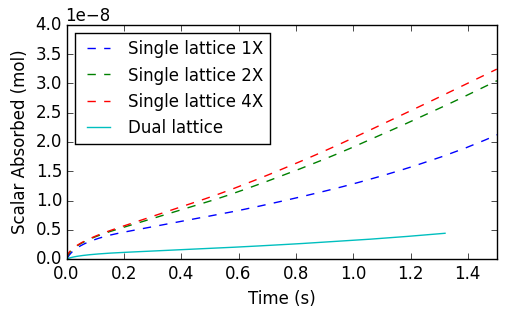 1e−8
4.0
3.5
3.0
2.5
2.0
1.5
1.0
0.5
0.0
Scalar Absorbed (mol)
Single lattice 1X
Single lattice 2X
Single lattice 4X
Dual lattice
0.0 0.2 0.4 0.6 0.8 1.0 1.2 1.4
Time (s)